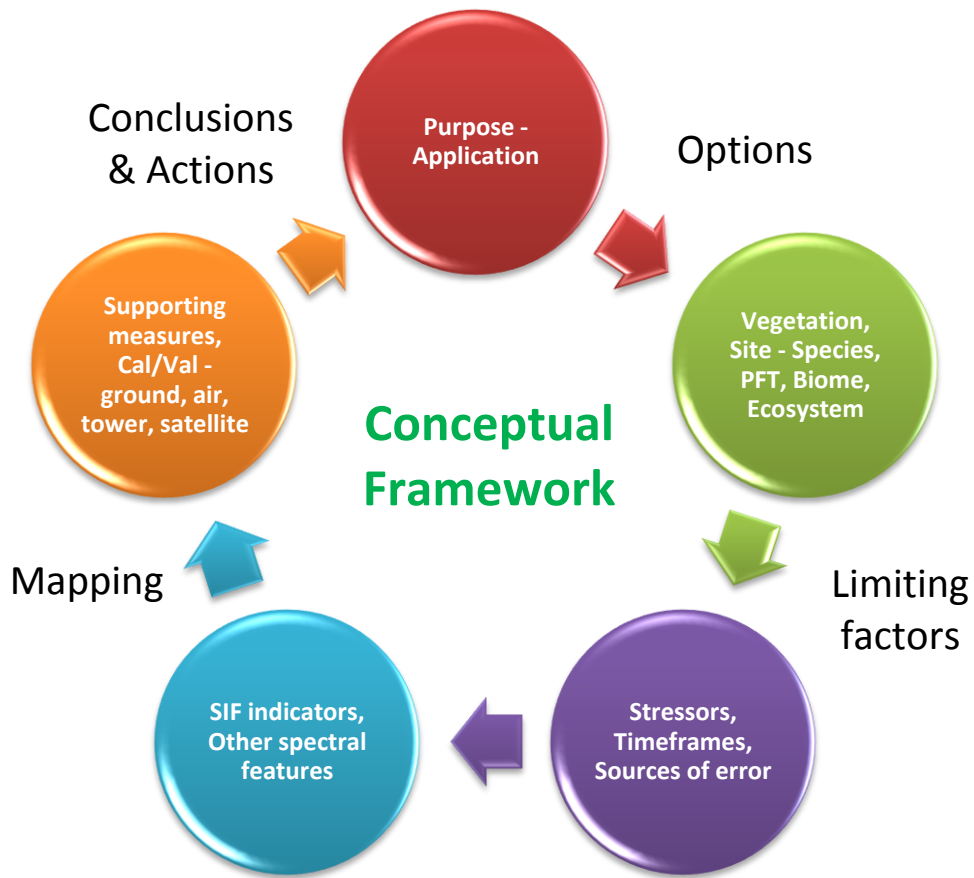 Purpose -
Application
Options
Vegetation,
Site - Species,
PFT, Biome,
Ecosystem
Limiting
factors
Stressors,
Timeframes,
Sources of error
SIF indicators,
Other spectral
features
Mapping
Supporting
measures,
Cal/Val -
ground, air,
tower, satellite
Conclusions
& Actions
Conceptual
Framework